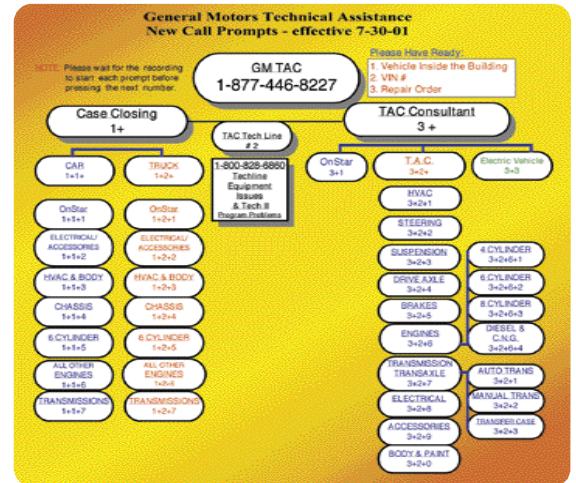 General Motors Technical Assistance
New Call Prompts - effective 7-30-01
NOTE: Please wait for the recording
to start each prompt before
pressing the next number.
GM TAC
1-877-446-8227
Please Have Ready:
1. Vehicle Inside the Building
2. VIN #
3. Repair Order
Case Closing
1+
TAC Tech Line
# 2
TAC Consultant
3 +
CAR
1+1+
TRUCK
1+2+
1-800-828-6860
Techline
Equipment
Issues
& Tech II
Program Problems
OnStar
3+1
T.A.C.
3+2+
Electric Vehicle
3+3
OnStar
1+1+1
OnStar
1+2+1
ELECTRICAL/
ACCESSORIES
1+1+2
ELECTRICAL/
ACCESSORIES
1+2+2
HVAC & BODY
1+1+3
HVAC & BODY
1+2+3
CHASSIS
1+1+4
CHASSIS
1+2+4
6 CYLINDER
1+1+5
6 CYLINDER
1+2+5
ALL OTHER
ENGINES
1+1+6
ALL OTHER
ENGINES
1+2+6
TRANSMISSIONS
1+1+7
TRANSMISSIONS
1+2+7
HVAC
3+2+1
STEERING
3+2+2
SUSPENSION
3+2+3
DRIVE AXLE
3+2+4
BRAKES
3+2+5
ENGINES
3+2+6
TRANSMISSION
TRANSAXLE
3+2+7
ELECTRICAL
3+2+8
ACCESSORIES
3+2+9
BODY & PAINT
3+2+0
4 CYLINDER
3+2+6+1
6 CYLINDER
3+2+6+2
8 CYLINDER
3+2+6+3
DIESEL &
C.N.G.
3+2+6+4
AUTO TRANS
3+2+1
MANUAL TRANS
3+2+2
TRANSFER CASE
3+2+3